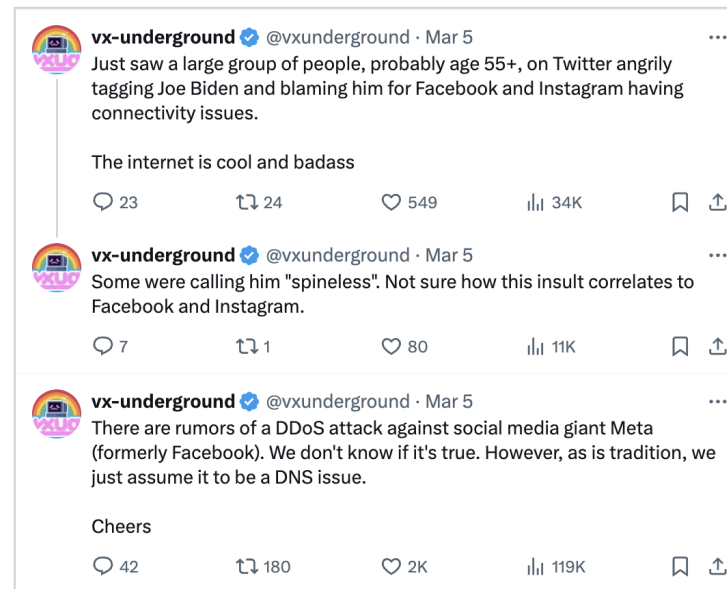 vx-underground @vxunderground · Mar 5
Just saw a large group of people, probably age 55+, on Twitter angrily
tagging Joe Biden and blaming him for Facebook and Instagram having
connectivity issues.
The internet is cool and badass
23 24 549 34K
vx-underground @vxunderground · Mar 5
Some were calling him "spineless". Not sure how this insult correlates to
Facebook and Instagram.
7 1 80 11K
vx-underground @vxunderground · Mar 5
There are rumors of a DDoS attack against social media giant Meta
(formerly Facebook). We don't know if it's true. However, as is tradition, we
just assume it to be a DNS issue.
Cheers
42 180 2K 119K